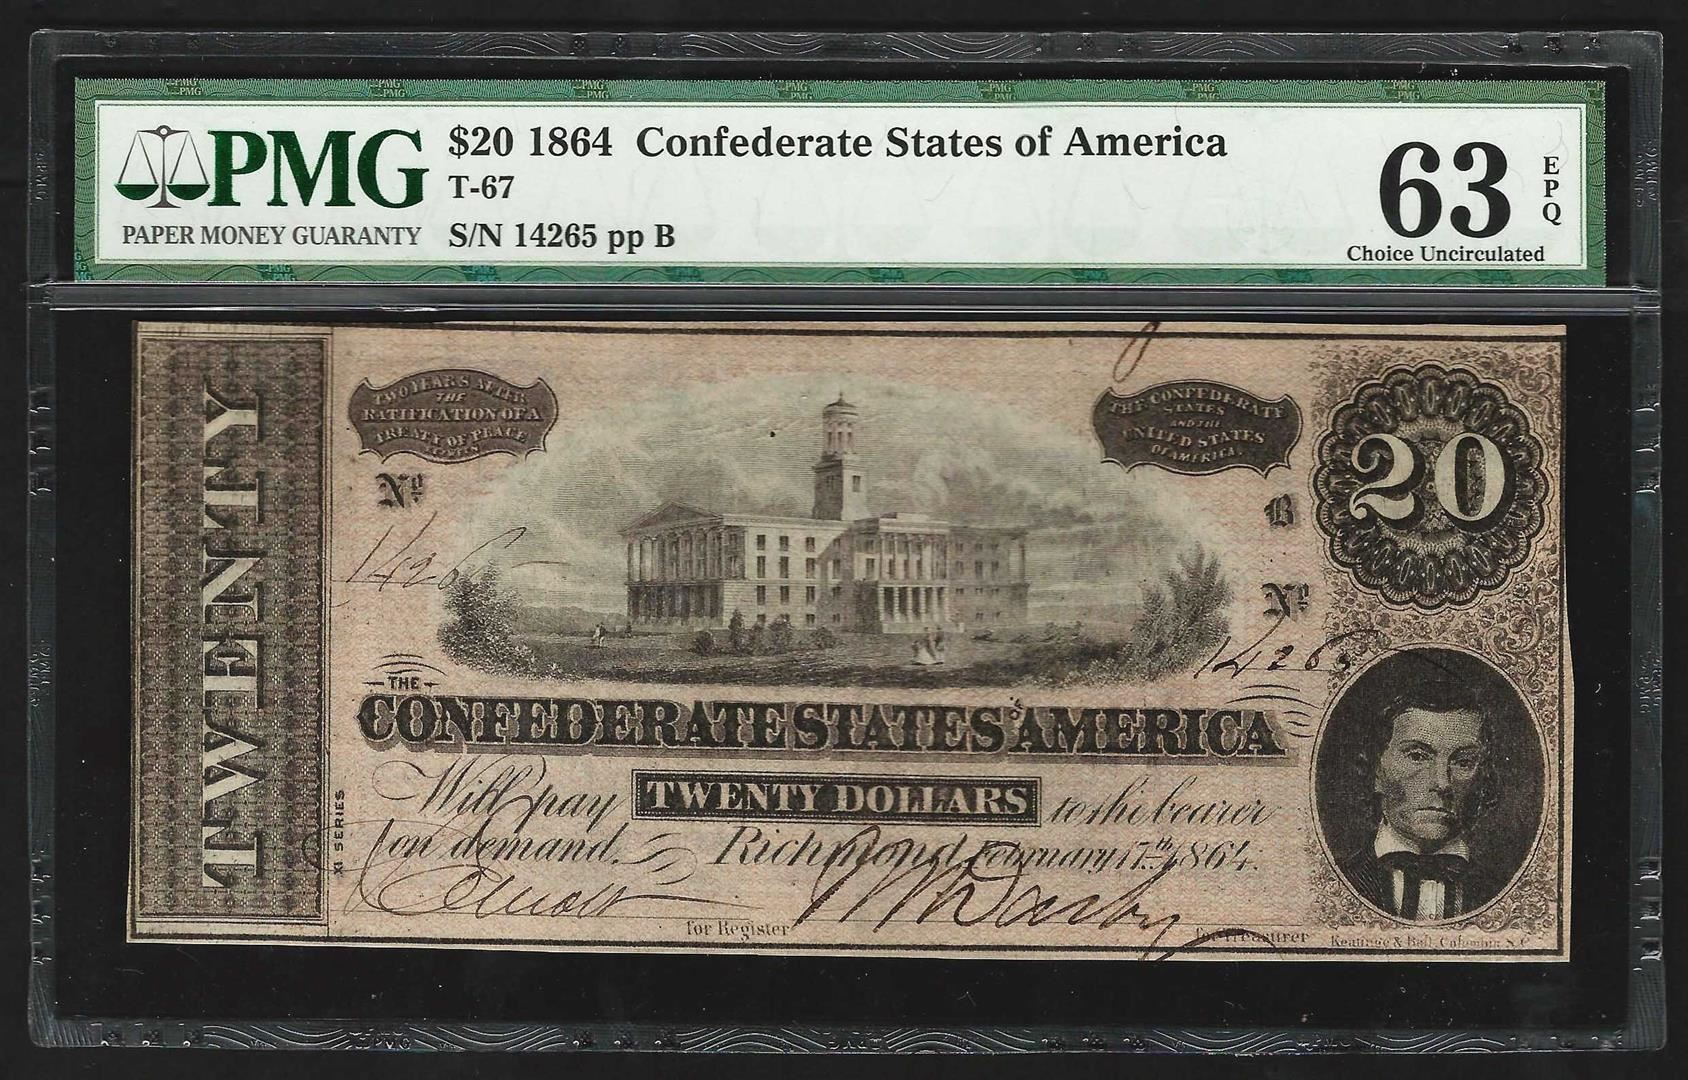 PMG
PAPER MONEY GUARANTY
$20 1864 Confederate States of America
T-67
S/N 14265 pp B
63
EPQ
Choice Uncirculated
TWENTY
TWO YEARS AFTER
THE
RATIFICATION OF A
TREATY OF PEACE
BETWEEN
THE CONFEDERATE
STATES
AND THE
UNITED STATES
OF AMERICA.
20
No
B
No
1426
14265
THE
CONFEDERATE STATES OF AMERICA
Will pay TWENTY DOLLARS to the bearer
on demand. Richmond February 17th 1864.
XI SERIES
for Register
for Treasurer
Keatinge & Ball, Columbia, S.C.